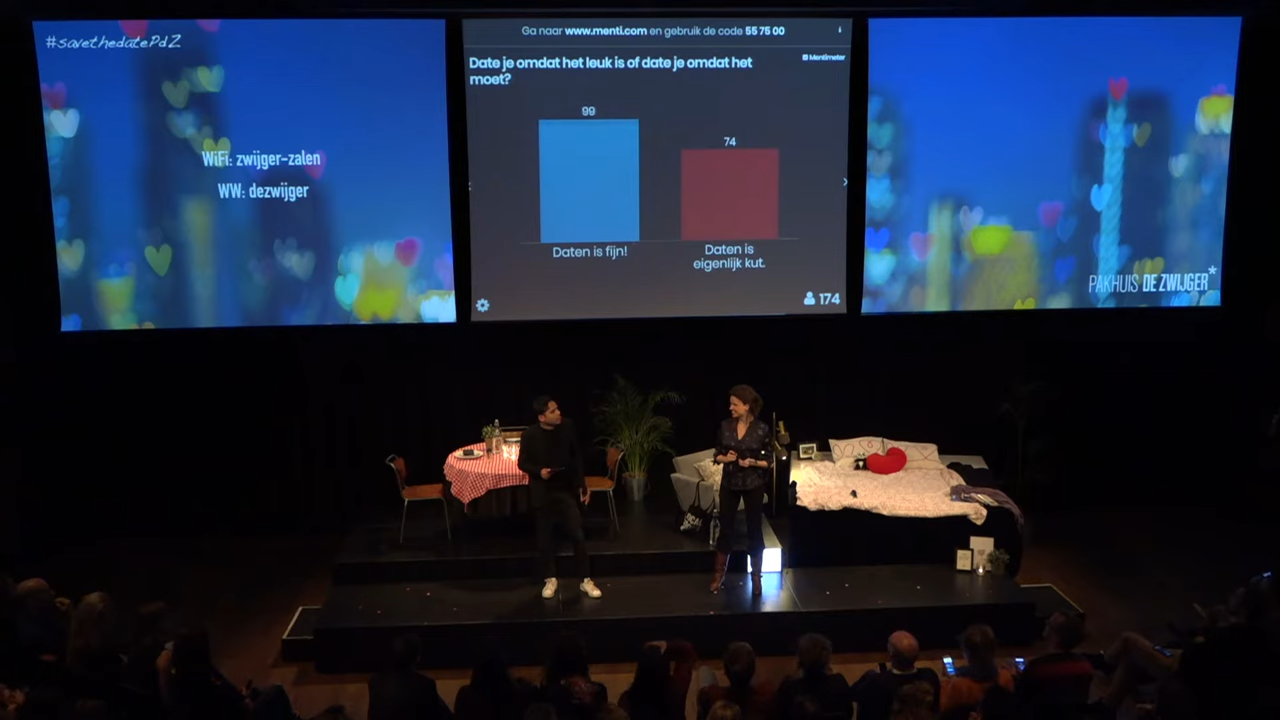 #savethedatePdZ
WiFi: zwijger-zalen
WW: dezwijger
Ga naar www.menti.com en gebruik de code 55 75 00
Mentimeter
Date je omdat het leuk is of date je omdat het
moet?
99
74
Daten is fijn!
Daten is
eigenlijk kut.
174
PAKHUIS DE ZWIJGER*